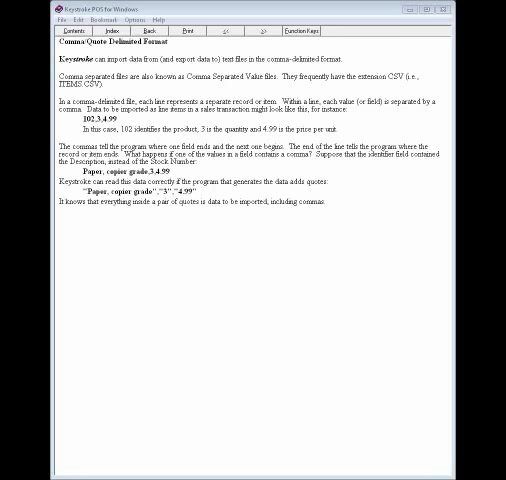 Keystroke POS for Windows
File Edit Bookmark Options Help
Contents Index Back Print << >> Function Keys
Comma/Quote Delimited Format
Keystroke can import data from (and export data to) text files in the comma-delimited format.
Comma separated files are also known as Comma Separated Value files. They frequently have the extension CSV (i.e.,
ITEMS.CSV).
In a comma-delimited file, each line represents a separate record or item. Within a line, each value (or field) is separated by a
comma. Data to be imported as line items in a sales transaction might look like this, for instance:
102,3,4.99
In this case, 102 identifies the product, 3 is the quantity and 4.99 is the price per unit.
The commas tell the program where one field ends and the next one begins. The end of the line tells the program where the
record or item ends. What happens if one of the values in a field contains a comma? Suppose that the identifier field contained
the Description, instead of the Stock Number:
Paper, copier grade,3,4.99
Keystroke can read this data correctly if the program that generates the data adds quotes:
"Paper, copier grade","3","4.99"
It knows that everything inside a pair of quotes is data to be imported, including commas.